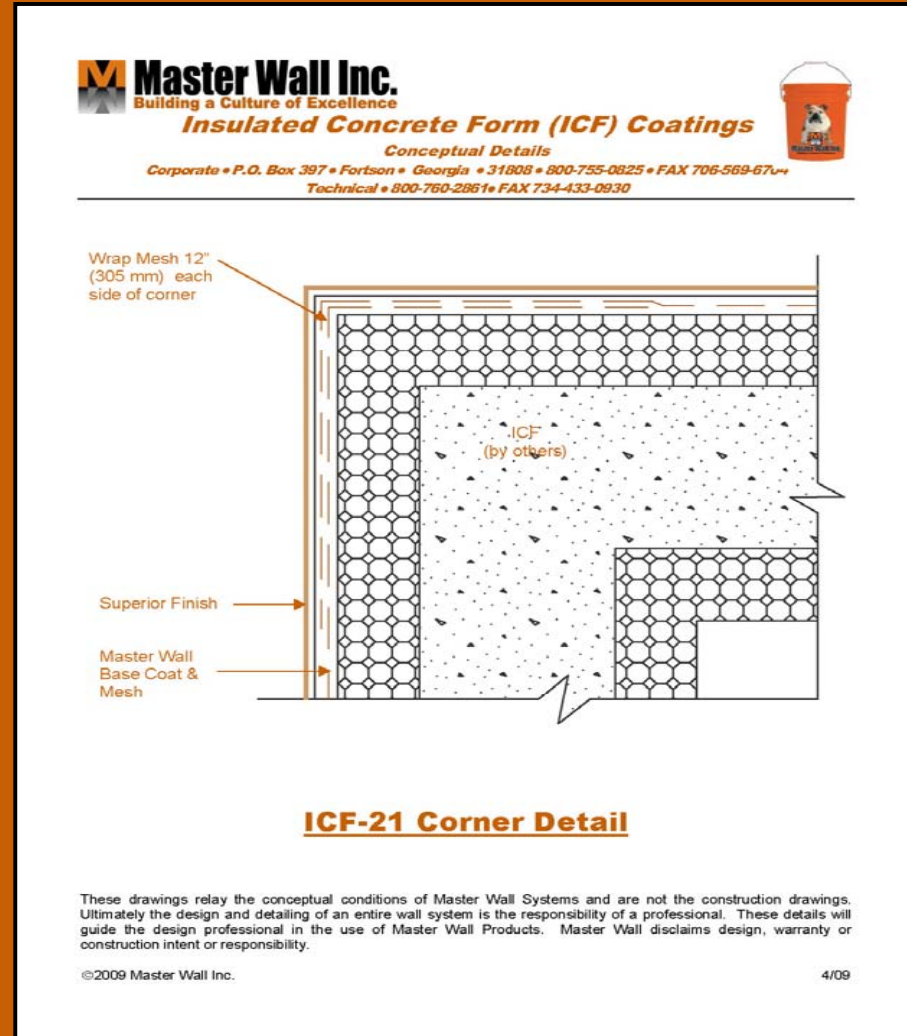 Master Wall Inc.
Building a Culture of Excellence
Insulated Concrete Form (ICF) Coatings
Conceptual Details
Corporate • P.O. Box 397 • Fortson • Georgia • 31808 • 800-755-0825 • FAX
Technical • 800-760-2861• FAX 734-433-0930
Wrap Mesh 12"
(305 mm) each
side of corner
ICF
(by others)
Superior Finish
Master Wall
Base Coat &
Mesh
ICF-21 Corner Detail
These drawings relay the conceptual conditions of Master Wall Systems and are not the construction drawings.
Ultimately the design and detailing of an entire wall system is the responsibility of a professional. These details will
guide the design professional in the use of Master Wall Products. Master Wall disclaims design, warranty or
construction intent or responsibility.
©2009 Master Wall Inc.
4/09